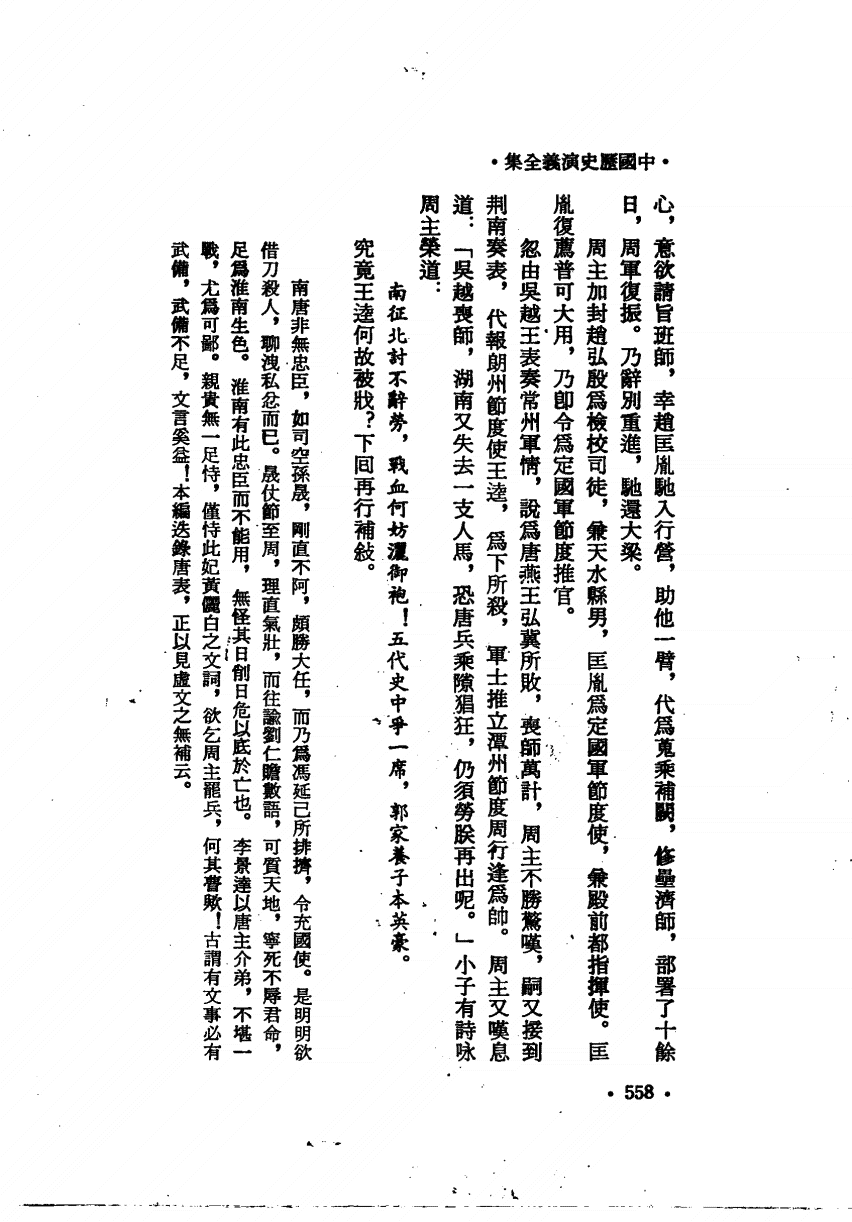 •中國歷史演義全集•
心，意欲請旨班師，幸趙匡胤馳入行營，助他一臂，代爲蒐乘補闕，修壘濟師，部署了十餘
日，周軍復振。乃辭別重進，馳還大梁。
周主加封趙弘殷爲檢校司徒，兼天水縣男，匡胤爲定國軍節度使，兼殿前都指揮使。匡
胤復薦普可大用，乃卽令爲定國軍節度推官。
忽由吳越王表奏常州軍情，說爲唐燕王弘冀所敗，喪師萬計，周主不勝驚嘆，嗣又接到
荆南奏表，代報朗州節度使王逵，爲下所殺，軍士推立潭州節度周行逢爲帥。周主又嘆息
道：「吳越喪師，湖南又失去一支人馬，恐唐兵乘隙猖狂，仍須勞朕再出呢。」小子有詩咏
周主榮道：
南征北討不辭勞，戰血何妨灑御袍！五代史中爭一席，郭家養子本英豪。
究竟王逵何故被戕？下回再行補敍。
南唐非無忠臣，如司空孫晟，剛直不阿，頗勝大任，而乃爲馮延己所排擠，令充國使。是明明欲
借刀殺人，聊洩私忿而已。晟仗節至周，理直氣壯，而往諭劉仁贍數語，可質天地，寧死不辱君命，
足爲淮南生色。淮南有此忠臣而不能用，無怪其日創日危以底於亡也。李景達以唐主介弟，不堪一
戰，尤爲可鄙。親貴無一足恃，僅恃此妃黃儷白之文詞，欲乞周主罷兵，何其瞢歟！古謂有文事必有
武備，武備不足，文言奚益！本編迭錄唐表，正以見虛文之無補云。
•558•